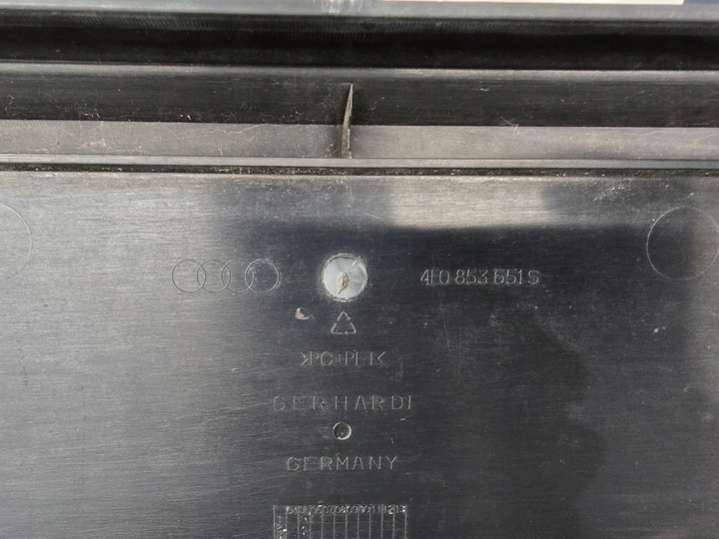 4F0 853 651 S
>PC+PET<
GERHARDI
GERMANY